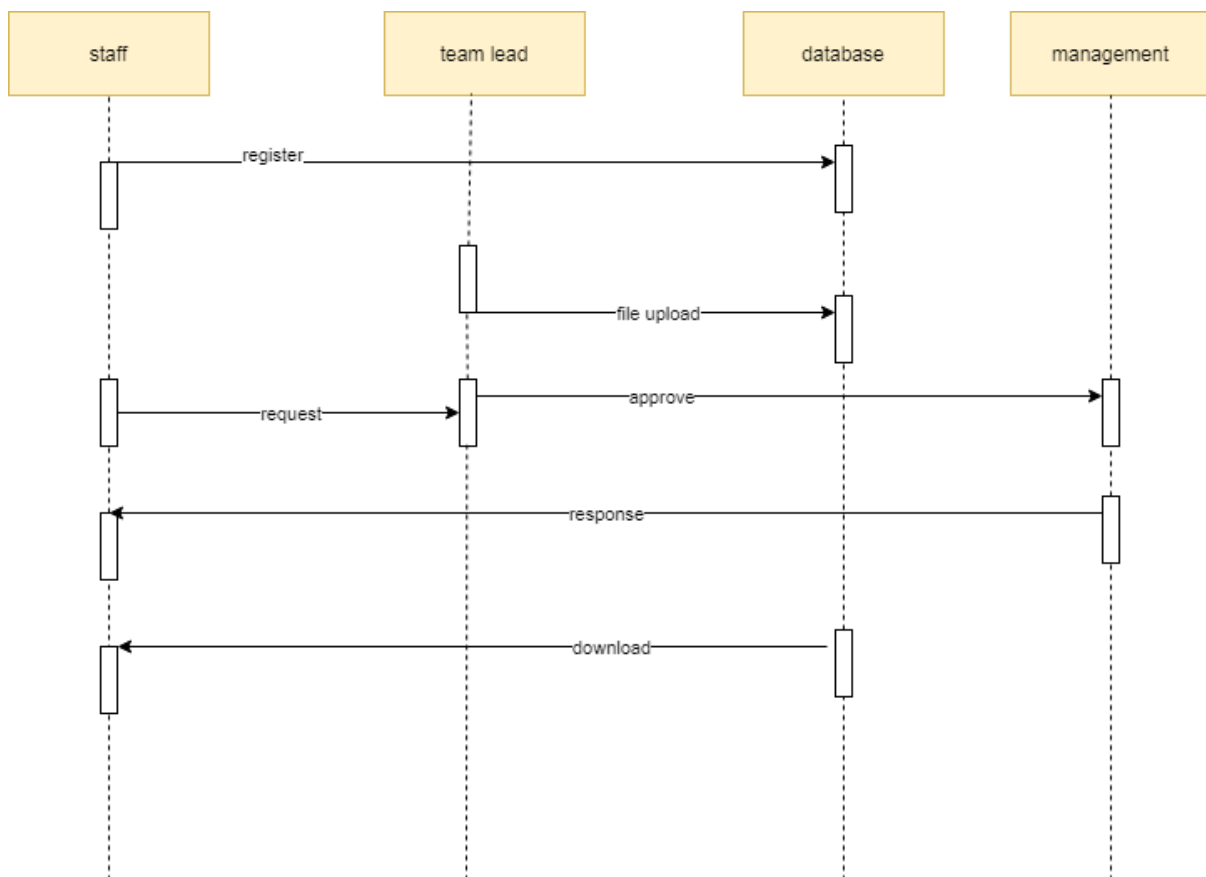 staff
team lead
database
management
register
file upload
approve
request
response
download